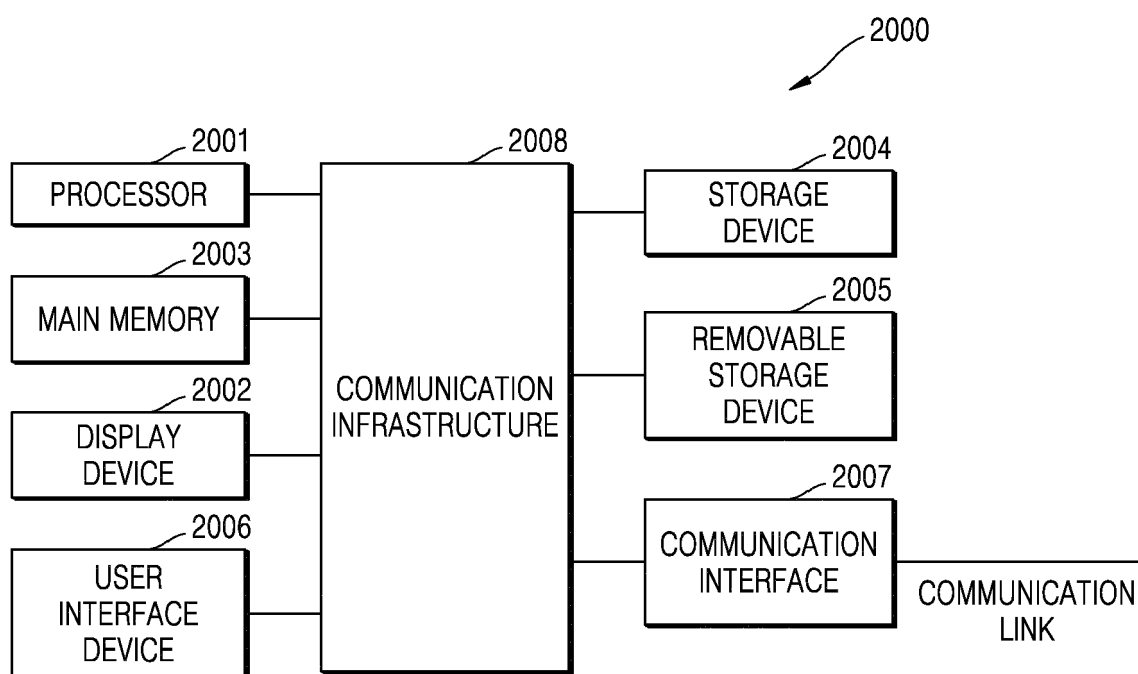 2000
2001
PROCESSOR
2003
MAIN MEMORY
2002
DISPLAY
DEVICE
2006
USER
INTERFACE
DEVICE
2008
COMMUNICATION
INFRASTRUCTURE
2004
STORAGE
DEVICE
2005
REMOVABLE
STORAGE
DEVICE
2007
COMMUNICATION
INTERFACE
COMMUNICATION
LINK